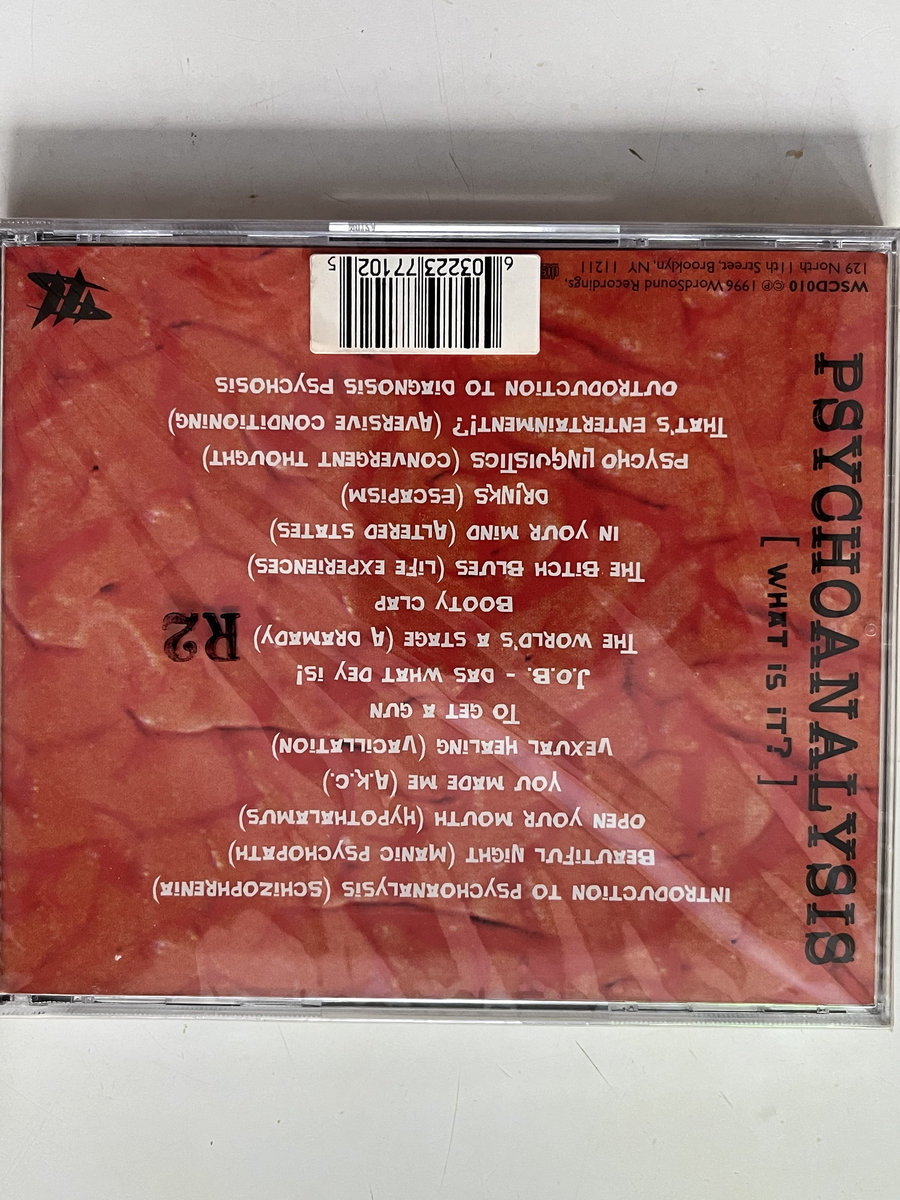 PSYCHOANALYSIS
[ WHAT IS IT? ]
INTRODUCTION TO PSYCHOANALYSIS (SCHIZOPHRENIA)
BEAUTIFUL NIGHT (MANIC PSYCHOPATH)
OPEN YOUR MOUTH (HYPOTHALAMUS)
YOU MADE ME (A.K.C.)
VEXUAL HEALING (VACILLATION)
TO GET A GUN
J.O.B. - DAS WHAT DEY IS!
THE WORLD'S A STAGE (A DRAMADY)
R2
BOOTY CLAP
THE BITCH BLUES (LIFE EXPERIENCES)
IN YOUR MIND (ALTERED STATES)
DRINKS (ESCAPISM)
PSYCHO LINGUISTICS (CONVERGENT THOUGHT)
THAT'S ENTERTAINMENT!? (AVERSIVE CONDITIONING)
OUTRODUCTION TO DIAGNOSIS PSYCHOSIS
WSCD010 ©℗ 1996 WordSound Recordings,
129 North 11th Street, Brooklyn, NY 11211
6 03223 77102 5